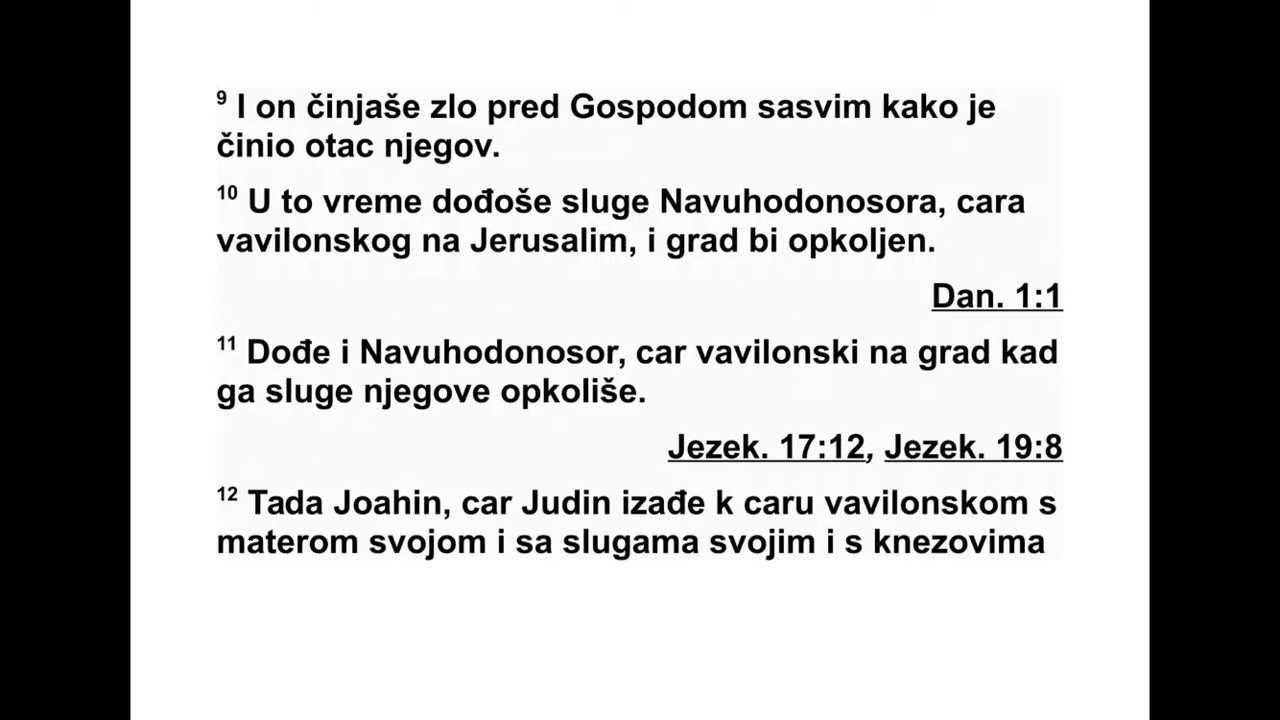 9 I on činjaše zlo pred Gospodom sasvim kako je
činio otac njegov.
10 U to vreme dođoše sluge Navuhodonosora, cara
vavilonskog na Jerusalim, i grad bi opkoljen.
Dan. 1:1
11 Dođe i Navuhodonosor, car vavilonski na grad kad
ga sluge njegove opkoliše.
Jezek. 17:12, Jezek. 19:8
12 Tada Joahin, car Judin izađe k caru vavilonskom s
materom svojom i sa slugama svojim i s knezovima